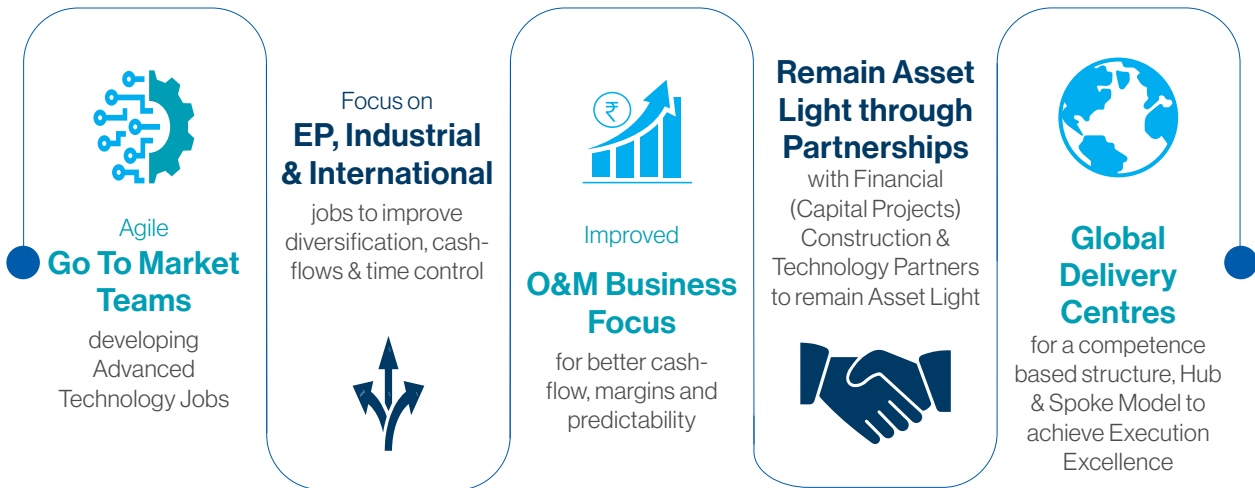 Agile
Go To Market
Teams
developing
Advanced
Technology Jobs
Focus on
EP, Industrial
& International
jobs to improve
diversification, cash-
flows & time control
₹
Improved
O&M Business
Focus
for better cash-
flow, margins and
predictability
Remain Asset
Light through
Partnerships
with Financial
(Capital Projects)
Construction &
Technology Partners
to remain Asset Light
Global
Delivery
Centres
for a competence
based structure, Hub
& Spoke Model to
achieve Execution
Excellence